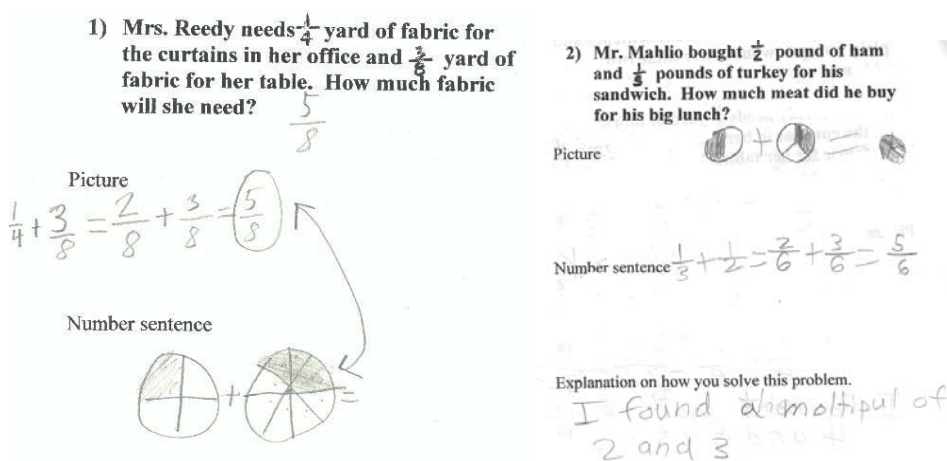 1) Mrs. Reedy needs 1/4 yard of fabric for
the curtains in her office and 3/8 yard of
fabric for her table. How much fabric
will she need?
5/8
Picture
1/4 + 3/8 = 2/8 + 3/8 = 5/8
Number sentence
+ =
2) Mr. Mahlio bought 1/2 pound of ham
and 1/3 pounds of turkey for his
sandwich. How much meat did he buy
for his big lunch?
Picture
+ =
Number sentence 1/3 + 1/2 = 2/6 + 3/6 = 5/6
Explanation on how you solve this problem.
I found a moltipul of
2 and 3